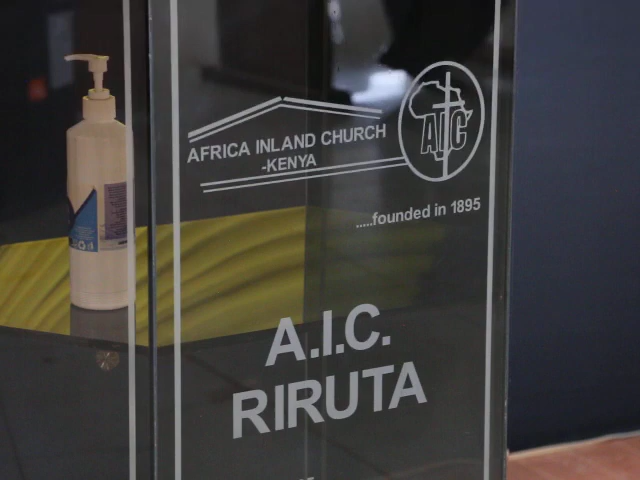 AFRICA INLAND CHURCH
-KENYA
AIC
.....founded in 1895
A.I.C.
RIRUTA